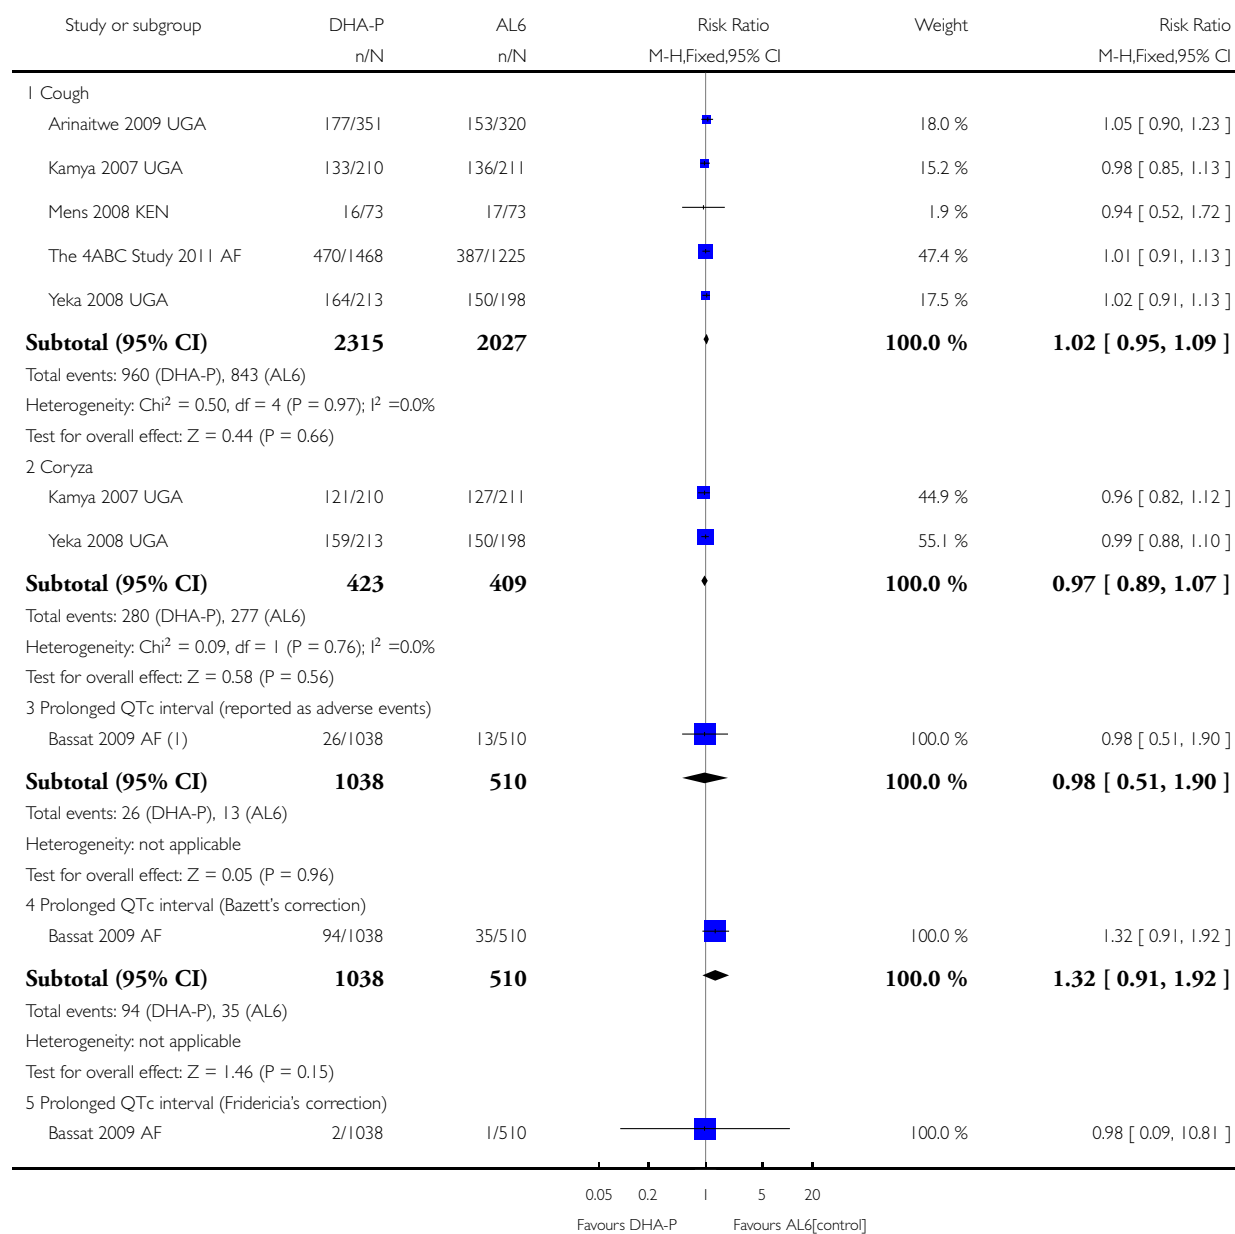 Study or subgroup DHA-P AL6 Risk Ratio Weight Risk Ratio
n/N n/N M-H,Fixed,95% CI M-H,Fixed,95% CI
1 Cough
Arinaitwe 2009 UGA 177/351 153/320 18.0 % 1.05 [ 0.90, 1.23 ]
Kamya 2007 UGA 133/210 136/211 15.2 % 0.98 [ 0.85, 1.13 ]
Mens 2008 KEN 16/73 17/73 1.9 % 0.94 [ 0.52, 1.72 ]
The 4ABC Study 2011 AF 470/1468 387/1225 47.4 % 1.01 [ 0.91, 1.13 ]
Yeka 2008 UGA 164/213 150/198 17.5 % 1.02 [ 0.91, 1.13 ]
Subtotal (95% CI) 2315 2027 100.0 % 1.02 [ 0.95, 1.09 ]
Total events: 960 (DHA-P), 843 (AL6)
Heterogeneity: Chi² = 0.50, df = 4 (P = 0.97); I² =0.0%
Test for overall effect: Z = 0.44 (P = 0.66)
2 Coryza
Kamya 2007 UGA 121/210 127/211 44.9 % 0.96 [ 0.82, 1.12 ]
Yeka 2008 UGA 159/213 150/198 55.1 % 0.99 [ 0.88, 1.10 ]
Subtotal (95% CI) 423 409 100.0 % 0.97 [ 0.89, 1.07 ]
Total events: 280 (DHA-P), 277 (AL6)
Heterogeneity: Chi² = 0.09, df = 1 (P = 0.76); I² =0.0%
Test for overall effect: Z = 0.58 (P = 0.56)
3 Prolonged QTc interval (reported as adverse events)
Bassat 2009 AF (1) 26/1038 13/510 100.0 % 0.98 [ 0.51, 1.90 ]
Subtotal (95% CI) 1038 510 100.0 % 0.98 [ 0.51, 1.90 ]
Total events: 26 (DHA-P), 13 (AL6)
Heterogeneity: not applicable
Test for overall effect: Z = 0.05 (P = 0.96)
4 Prolonged QTc interval (Bazett's correction)
Bassat 2009 AF 94/1038 35/510 100.0 % 1.32 [ 0.91, 1.92 ]
Subtotal (95% CI) 1038 510 100.0 % 1.32 [ 0.91, 1.92 ]
Total events: 94 (DHA-P), 35 (AL6)
Heterogeneity: not applicable
Test for overall effect: Z = 1.46 (P = 0.15)
5 Prolonged QTc interval (Fridericia's correction)
Bassat 2009 AF 2/1038 1/510 100.0 % 0.98 [ 0.09, 10.81 ]
0.05 0.2 1 5 20
Favours DHA-P Favours AL6[control]